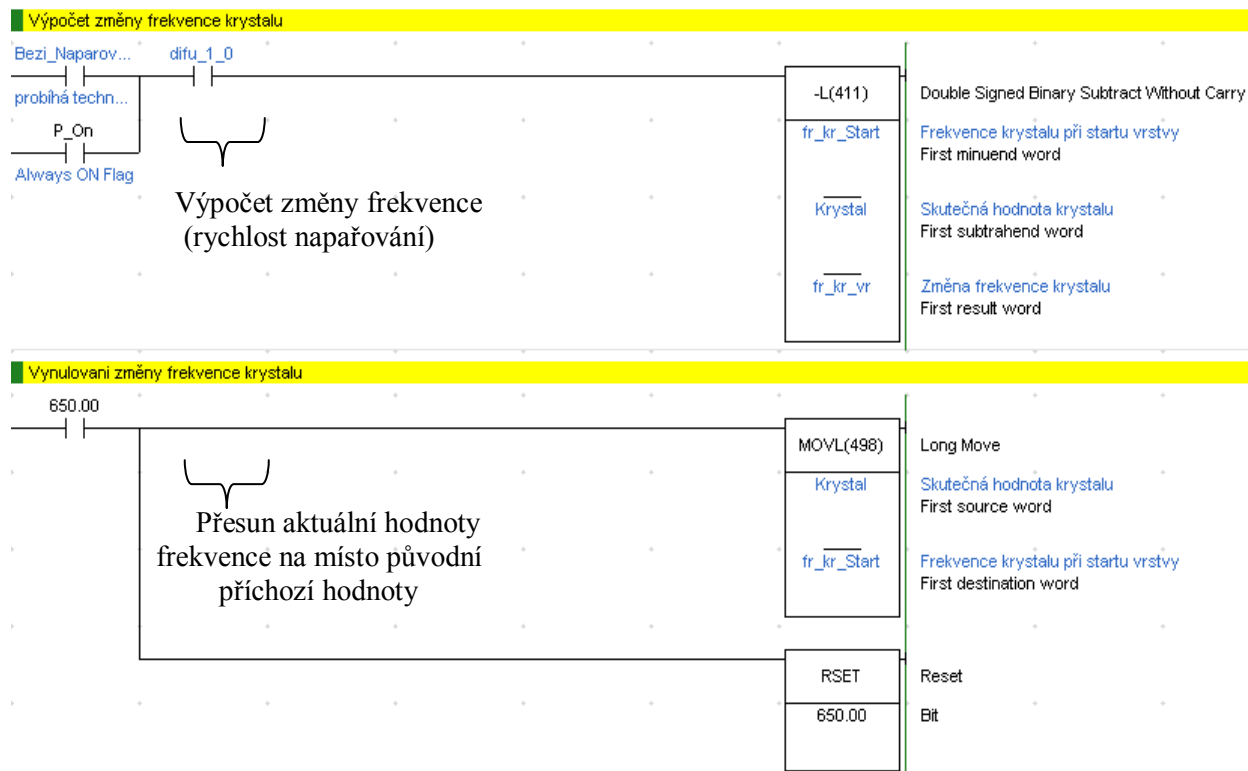 Výpočet změny frekvence krystalu
Bezi_Naparov...
difu_1_0
probíhá techn...
P_On
Always ON Flag
Výpočet změny frekvence
(rychlost napařování)
-L(411)
Double Signed Binary Subtract Without Carry
fr_kr_Start
Frekvence krystalu při startu vrstvy
First minuend word
Krystal
Skutečná hodnota krystalu
First subtrahend word
fr_kr_vr
Změna frekvence krystalu
First result word
Vynulovani změny frekvence krystalu
650.00
MOVL(498)
Long Move
Krystal
Skutečná hodnota krystalu
First source word
Přesun aktuální hodnoty
frekvence na místo původní
příchozí hodnoty
fr_kr_Start
Frekvence krystalu při startu vrstvy
First destination word
RSET
Reset
650.00
Bit